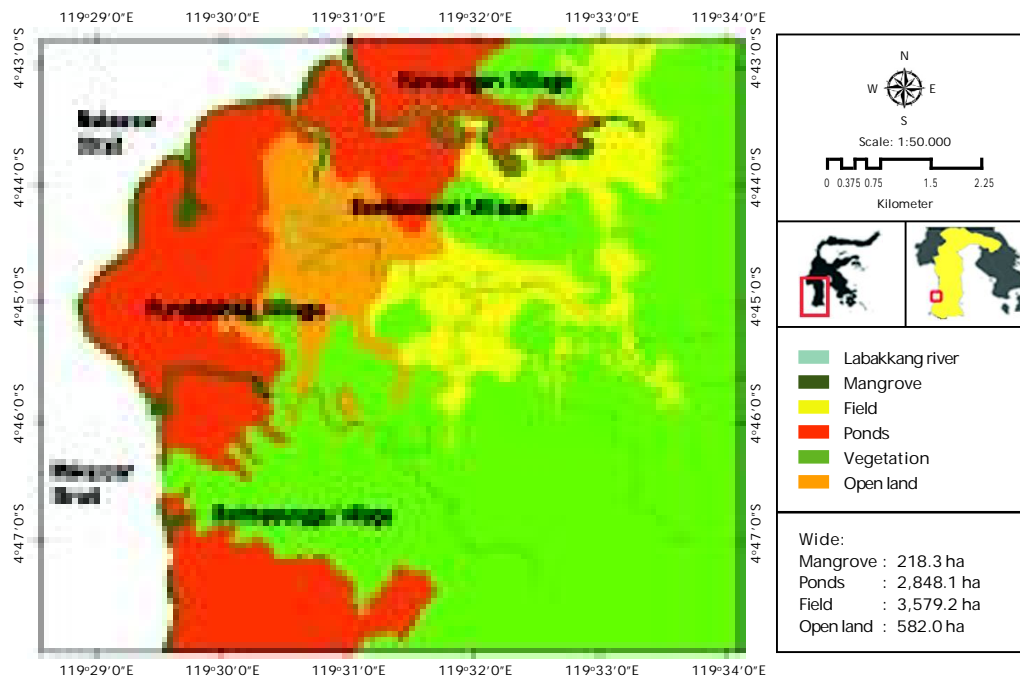 119°29'0"E 119°30'0"E 119°31'0"E 119°32'0"E 119°33'0"E 119°34'0"E
4°43'0"S
4°44'0"S
4°45'0"S
4°46'0"S
4°47'0"S
4°43'0"S
4°44'0"S
4°45'0"S
4°46'0"S
4°47'0"S
Village
Village
Village
119°29'0"E 119°30'0"E 119°31'0"E 119°32'0"E 119°33'0"E 119°34'0"E
N
W E
S
Scale: 1:50.000
0 0.375 0.75 1.5 2.25
Kilometer
Labakkang river
Mangrove
Field
Ponds
Vegetation
Open land
Wide:
Mangrove : 218.3 ha
Ponds : 2,848.1 ha
Field : 3,579.2 ha
Open land : 582.0 ha